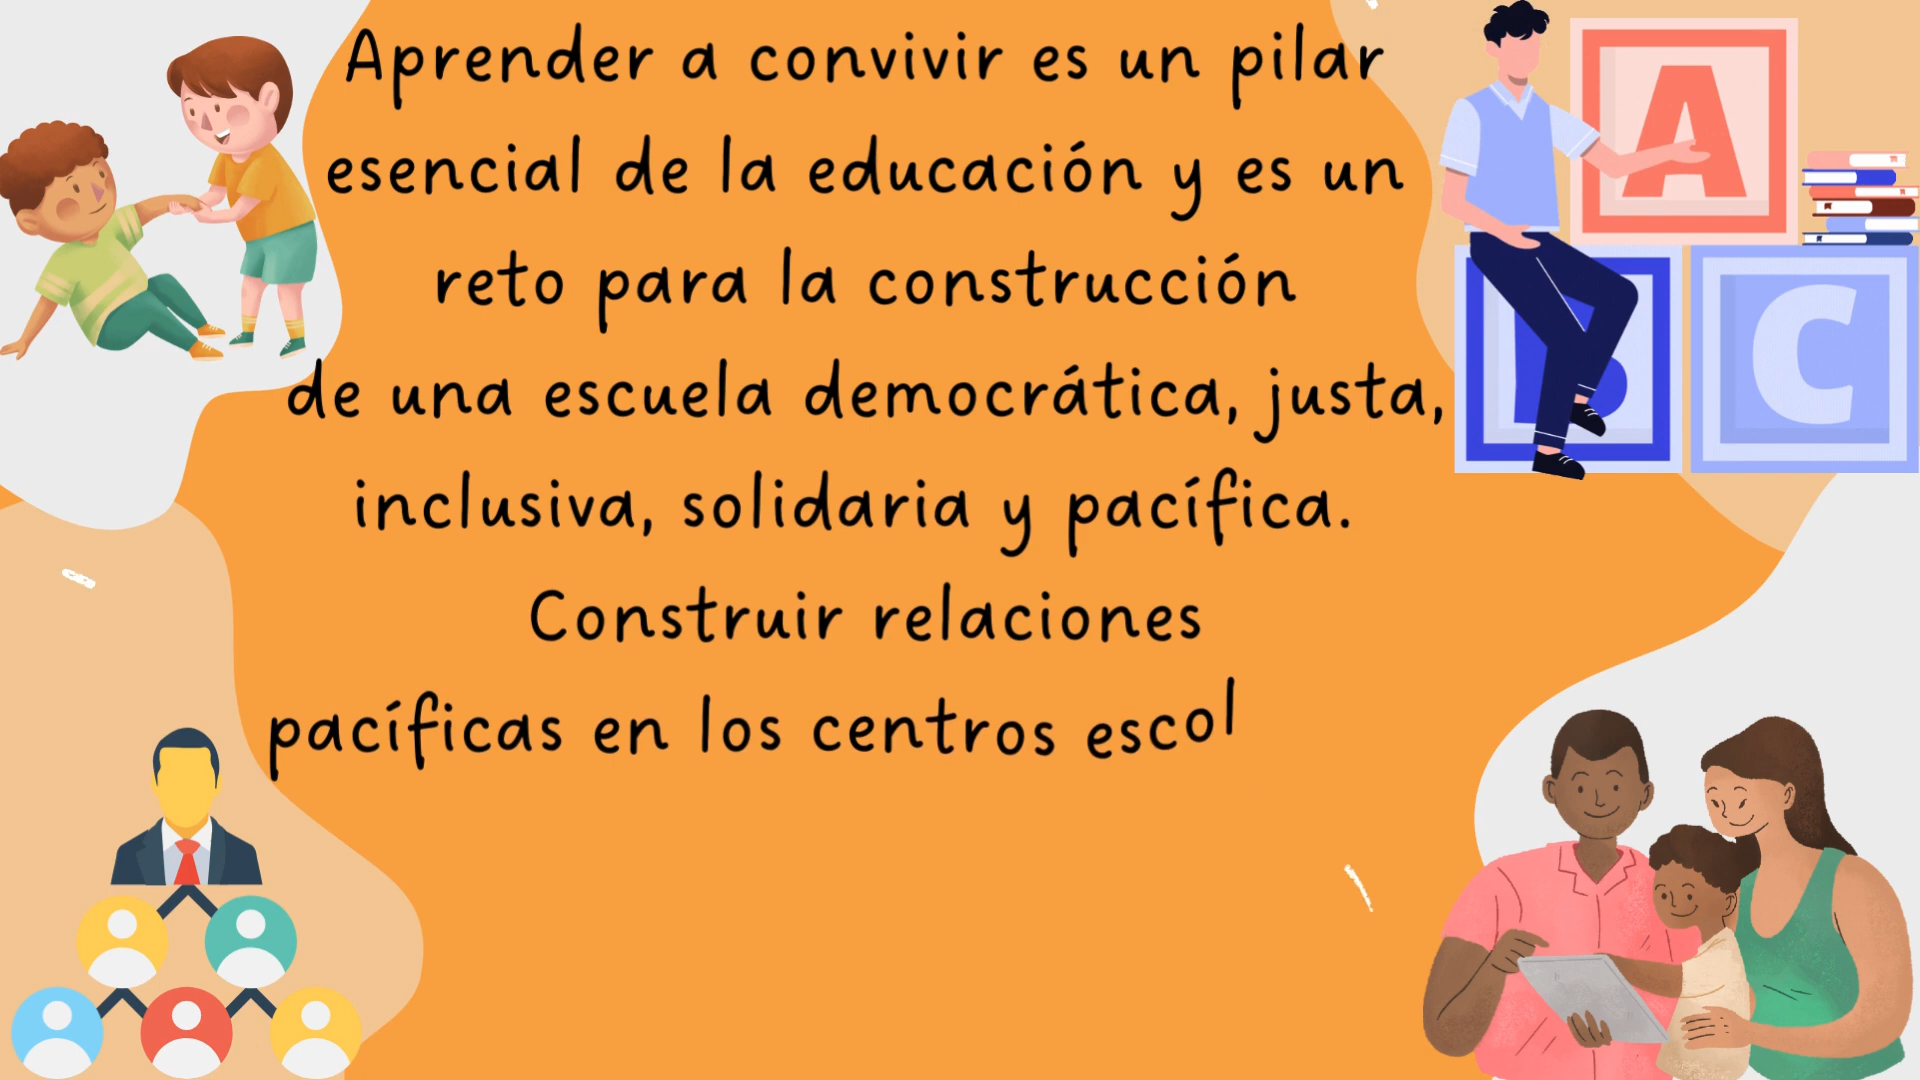 Aprender a convivir es un pilar
esencial de la educación y es un
reto para la construcción
de una escuela democrática, justa,
inclusiva, solidaria y pacífica.
Construir relaciones
pacíficas en los centros escol
A
B
C